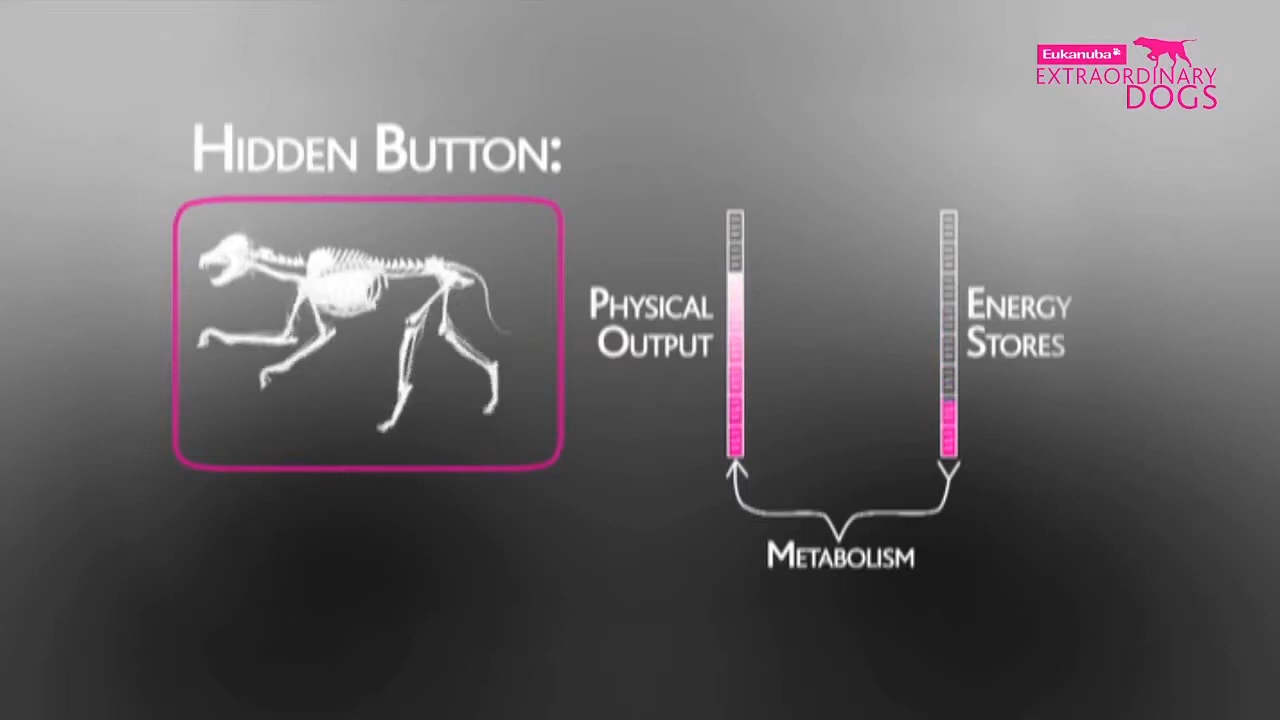 Eukanuba
EXTRAORDINARY
DOGS
HIDDEN BUTTON:
PHYSICAL
OUTPUT
ENERGY
STORES
METABOLISM